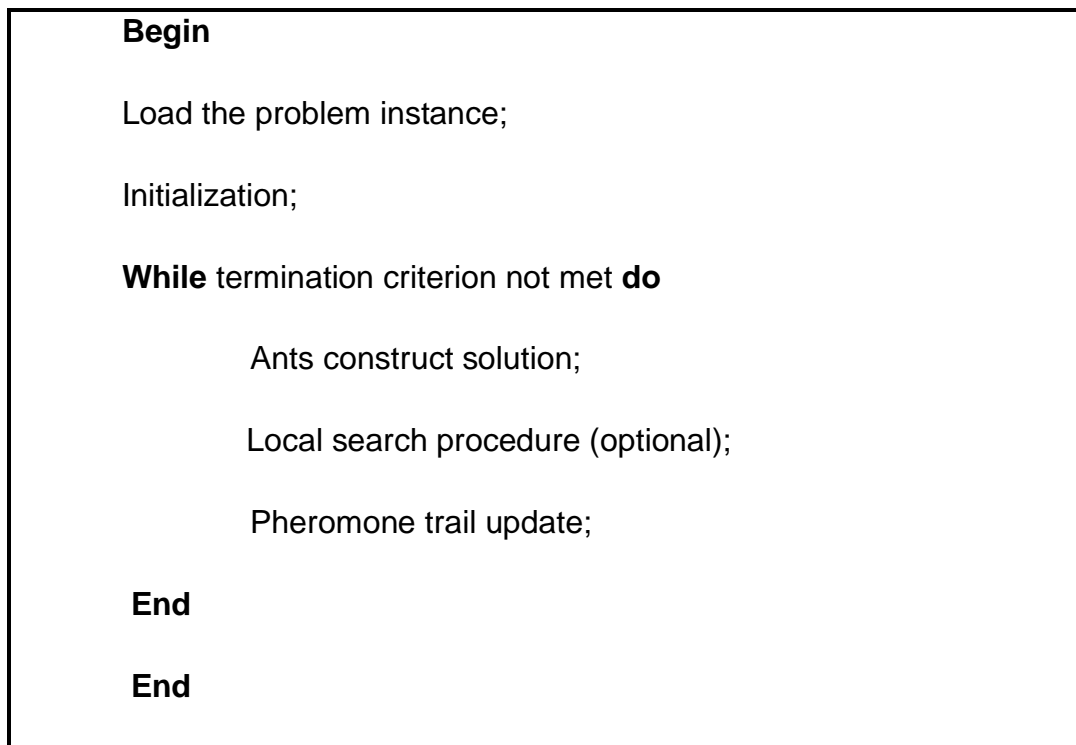 Begin
Load the problem instance;
Initialization;
While termination criterion not met do
Ants construct solution;
Local search procedure (optional);
Pheromone trail update;
End
End